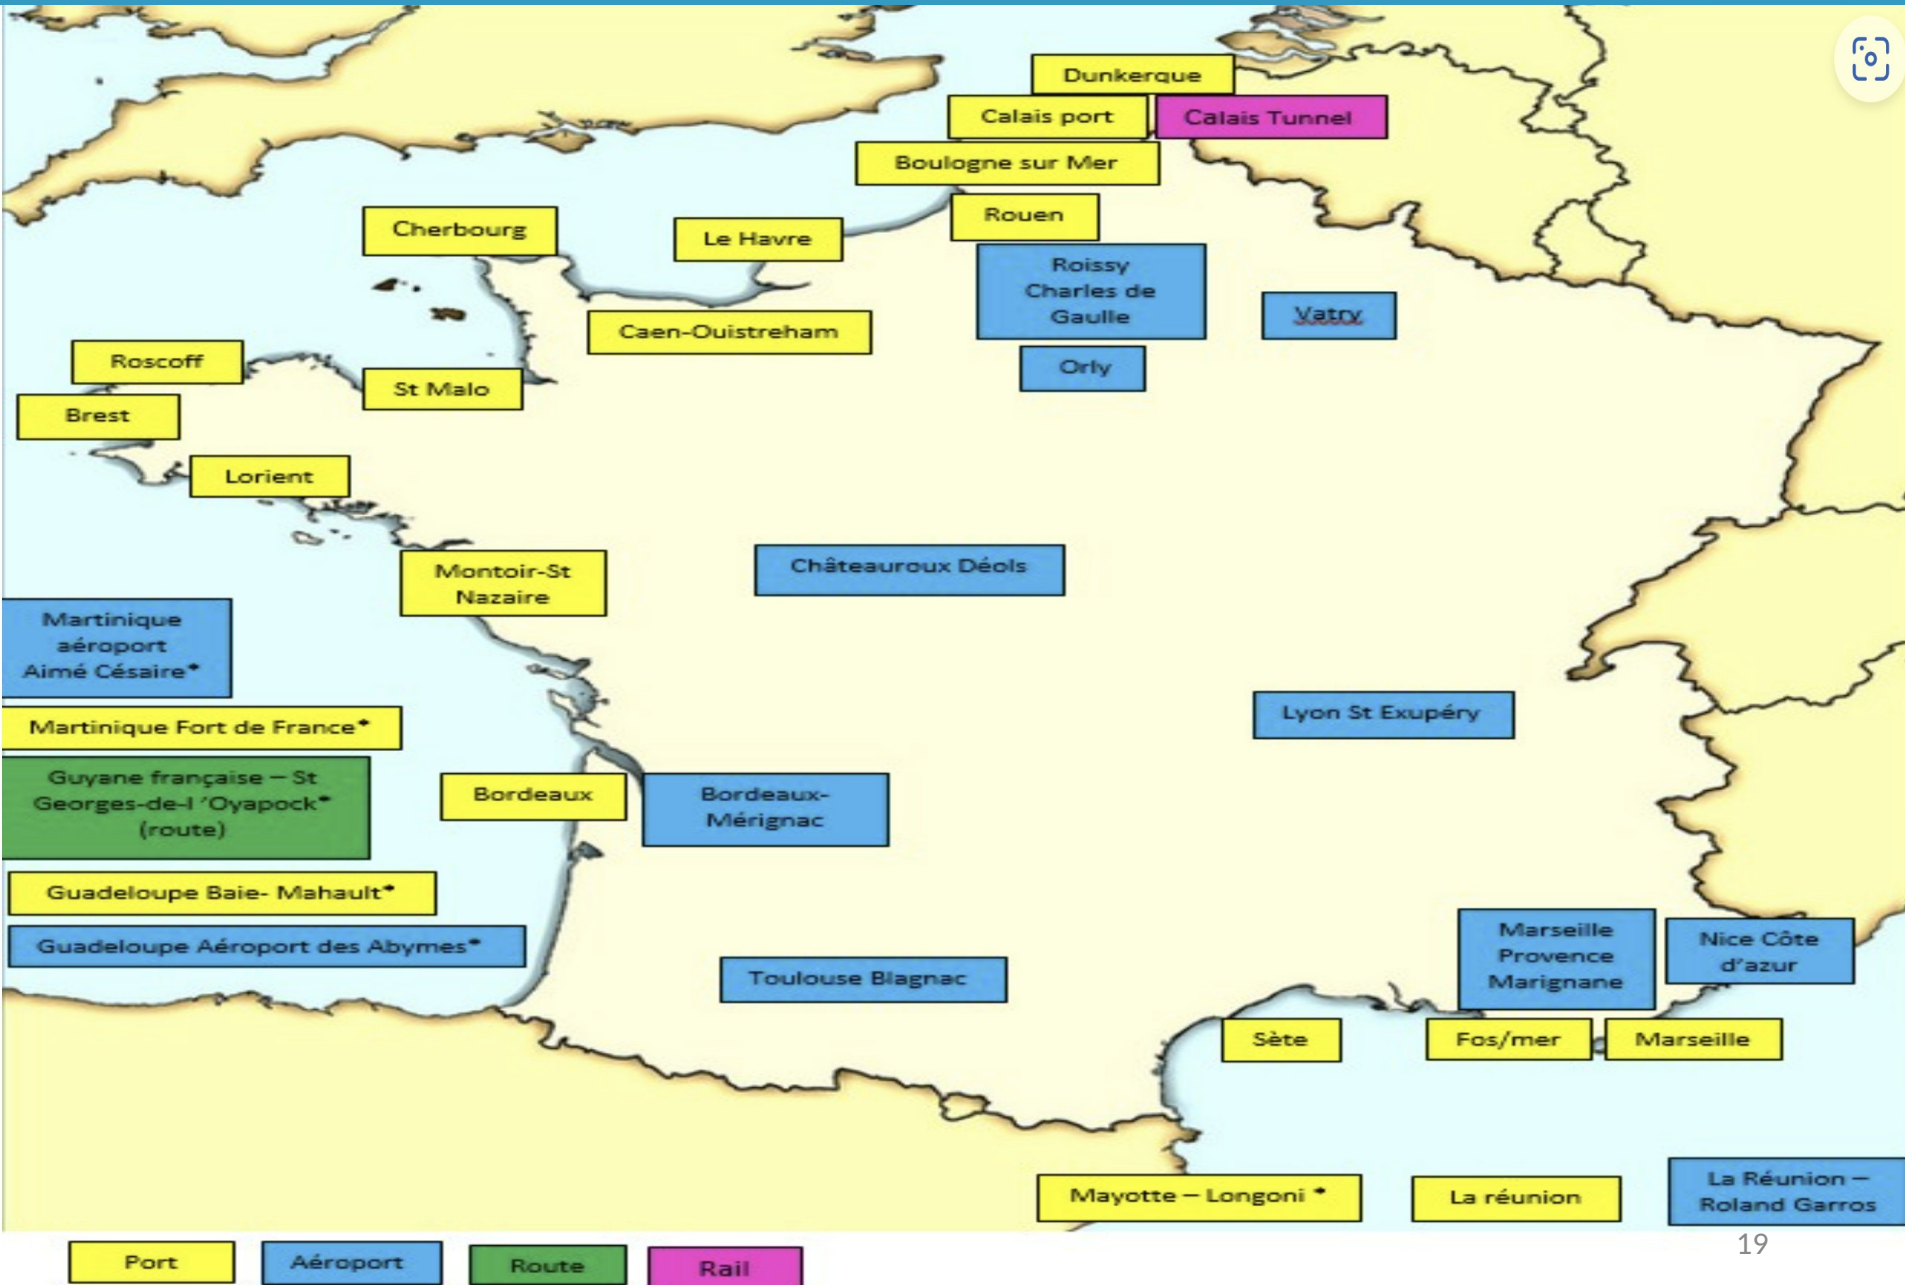 Dunkerque
Calais port
Calais Tunnel
Boulogne sur Mer
Rouen
Cherbourg
Le Havre
Roissy
Charles de
Gaulle
Vatry
Caen-Ouistreham
Orly
Roscoff
St Malo
Brest
Lorient
Montoir-St
Nazaire
Châteauroux Déols
Martinique
aéroport
Aimé Césaire*
Martinique Fort de France*
Lyon St Exupéry
Guyane française – St
Georges-de-l ’Oyapock*
(route)
Bordeaux
Bordeaux-
Mérignac
Guadeloupe Baie- Mahault*
Guadeloupe Aéroport des Abymes*
Toulouse Blagnac
Marseille
Provence
Marignane
Nice Côte
d’azur
Sète
Fos/mer
Marseille
Mayotte – Longoni *
La réunion
La Réunion –
Roland Garros
19
Port
Aéroport
Route
Rail